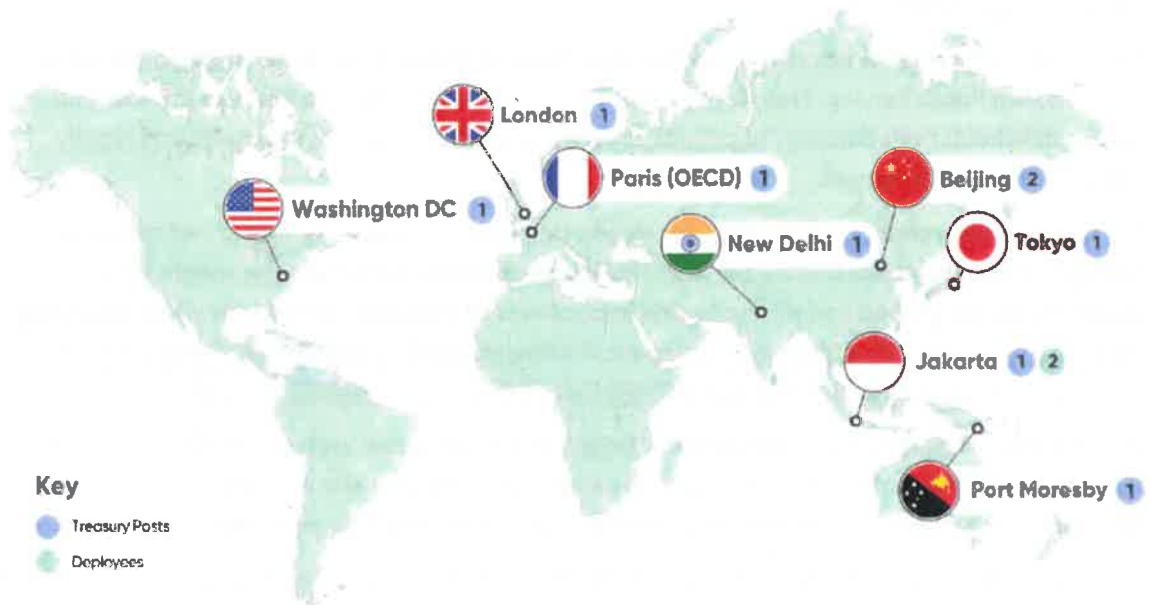 London 1
Paris (OECD) 1
Beijing 2
Washington DC 1
New Delhi 1
Tokyo 1
Jakarta 1 2
Key
Port Moresby 1
Treasury Posts
Deployees